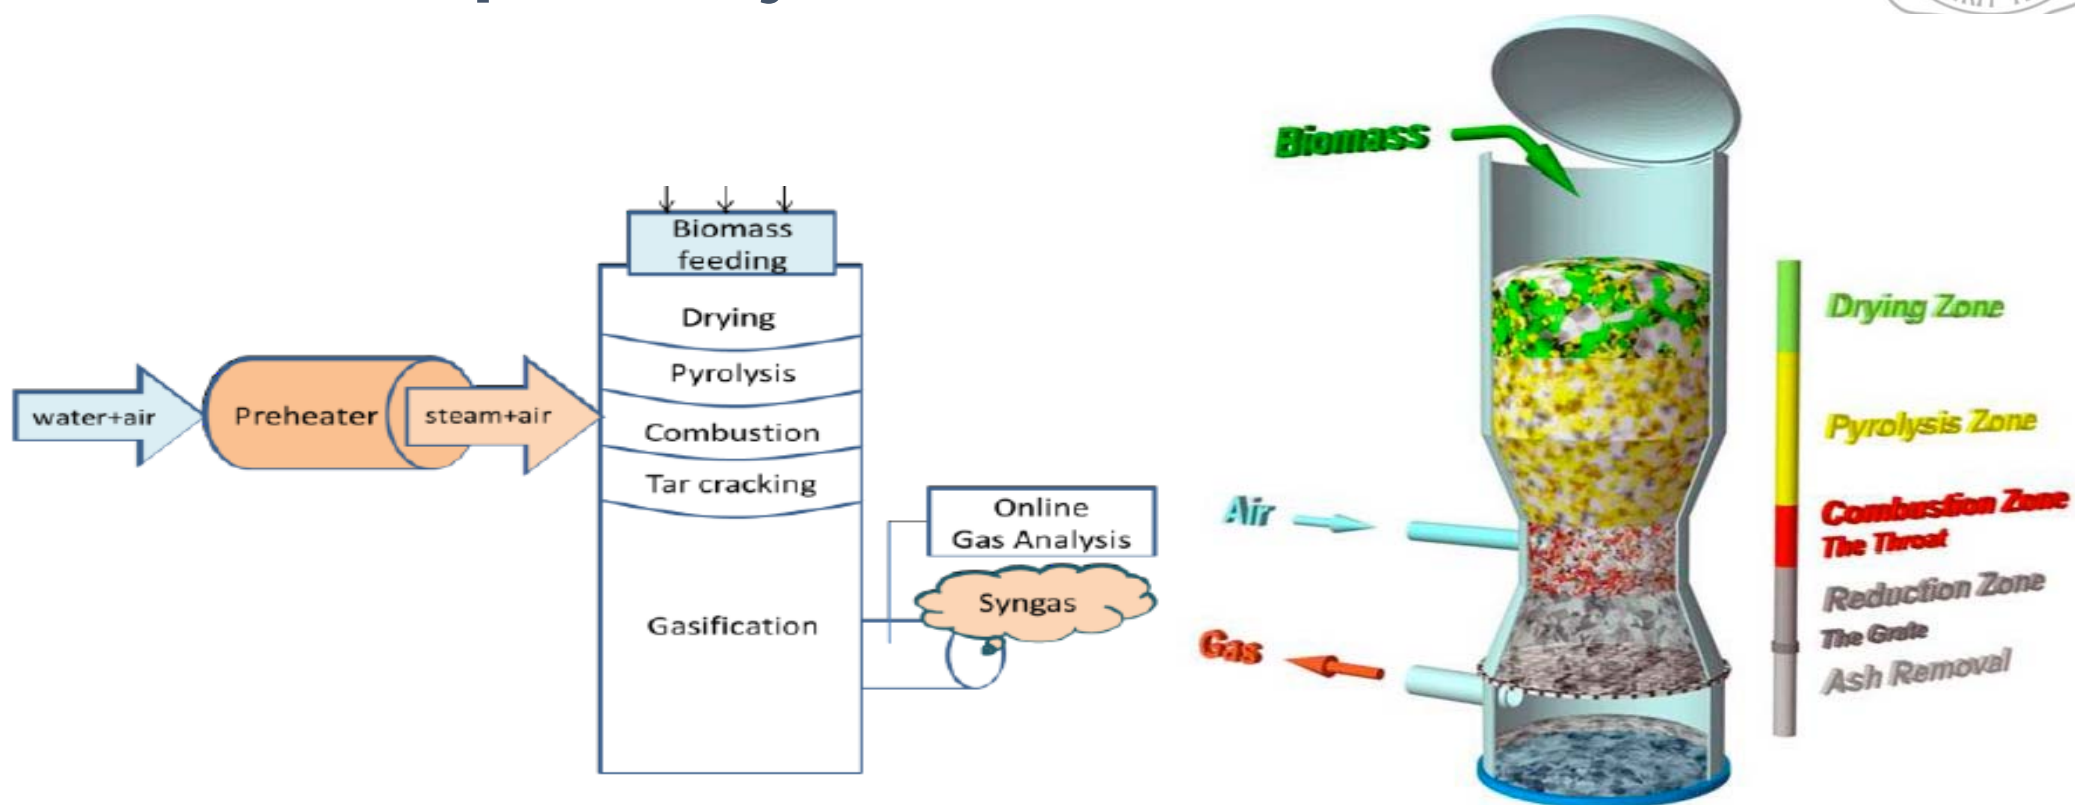 Biomass
feeding
Drying
Pyrolysis
Combustion
Tar cracking
Gasification
water+air
Preheater
steam+air
Online
Gas Analysis
Syngas
Biomass
Air
Gas
Drying Zone
Pyrolysis Zone
Combustion Zone
The Throat
Reduction Zone
The Grate
Ash Removal